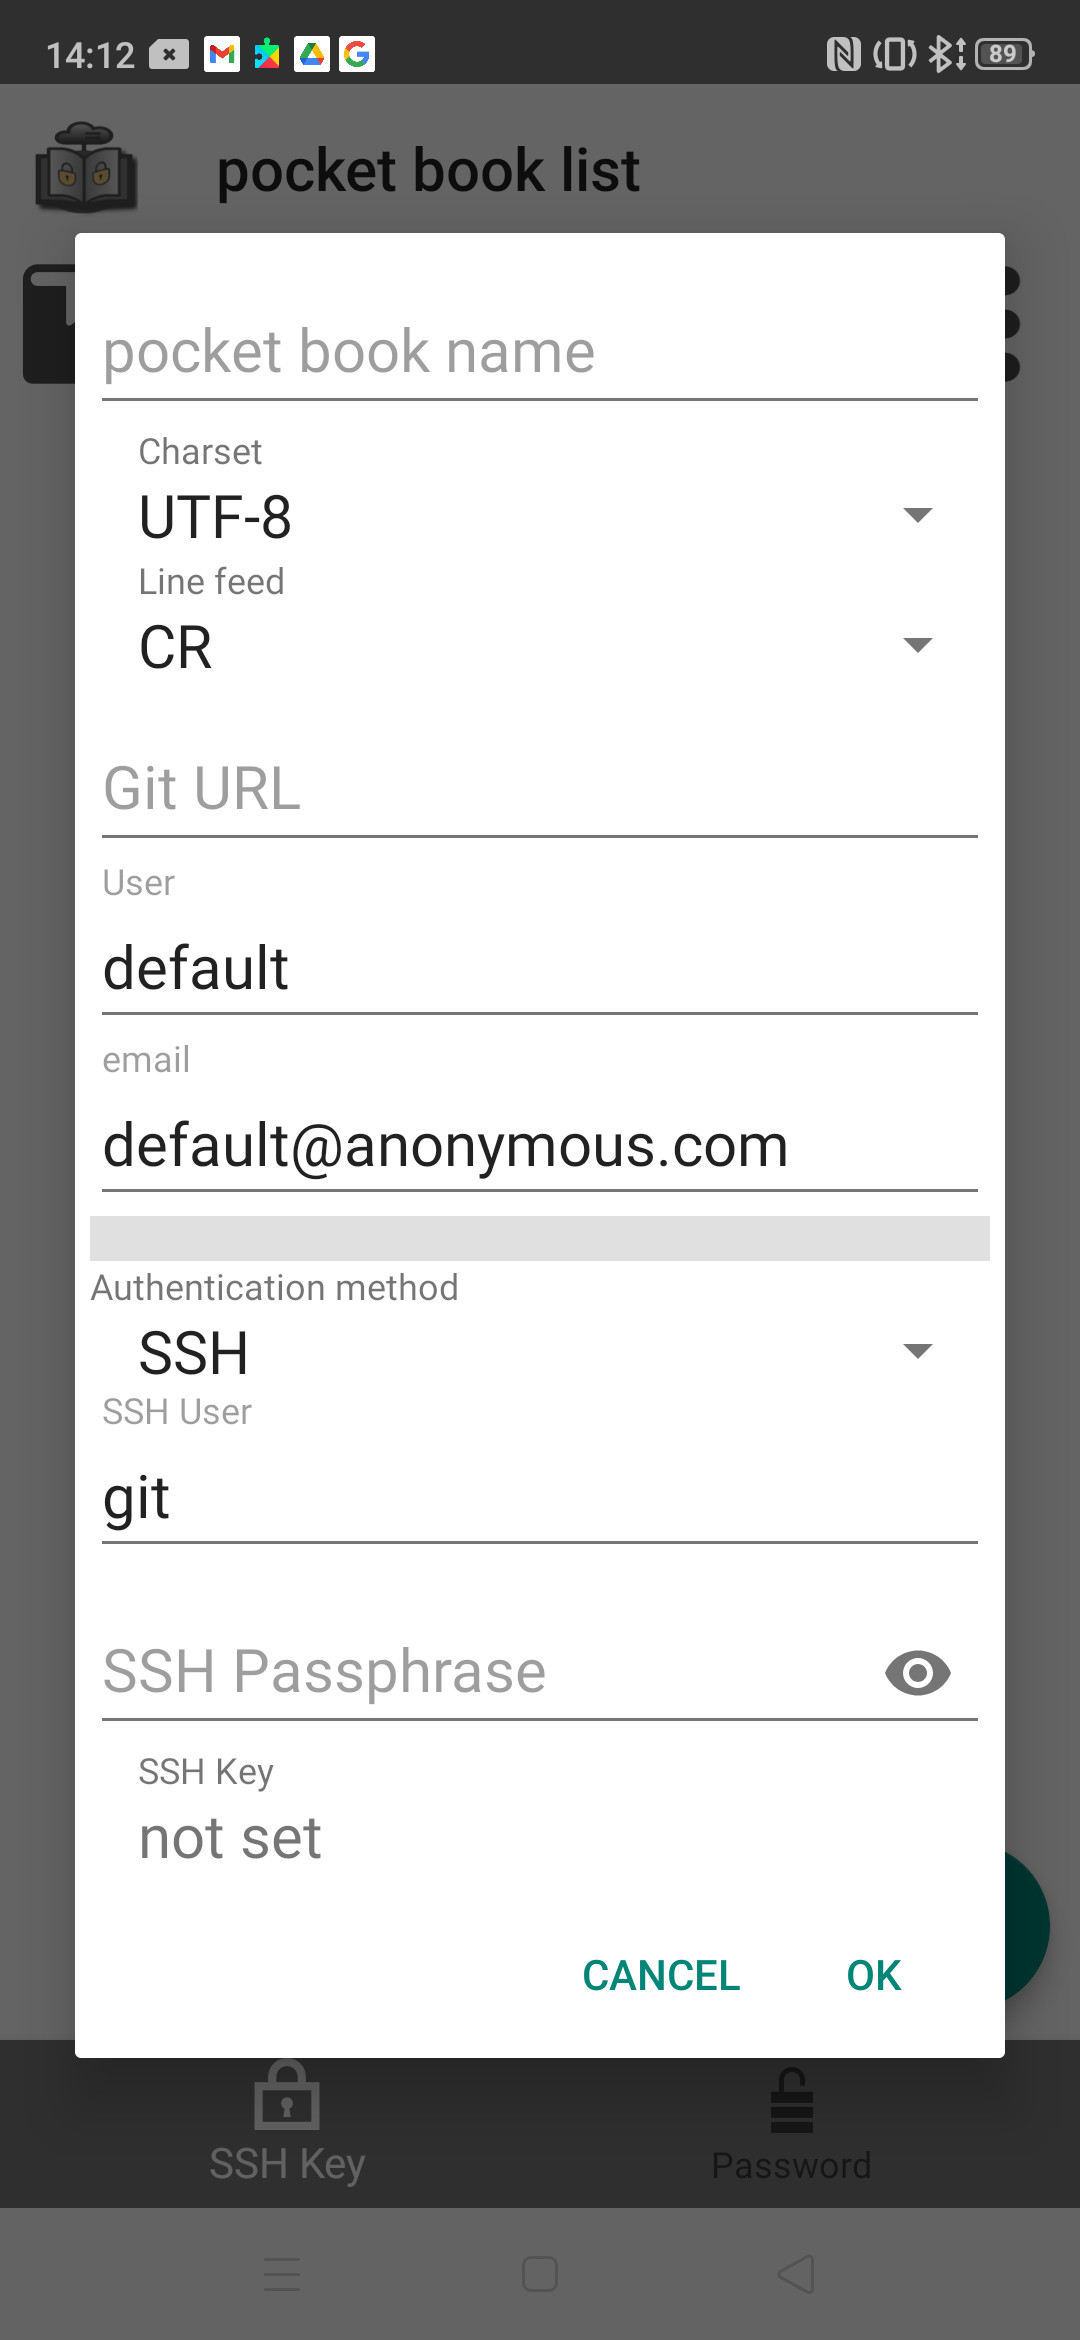 14:12
89
pocket book list
pocket book name
Charset
UTF-8
Line feed
CR
Git URL
User
default
email
default@anonymous.com
Authentication method
SSH
SSH User
git
SSH Passphrase
SSH Key
not set
CANCEL OK
SSH Key Password